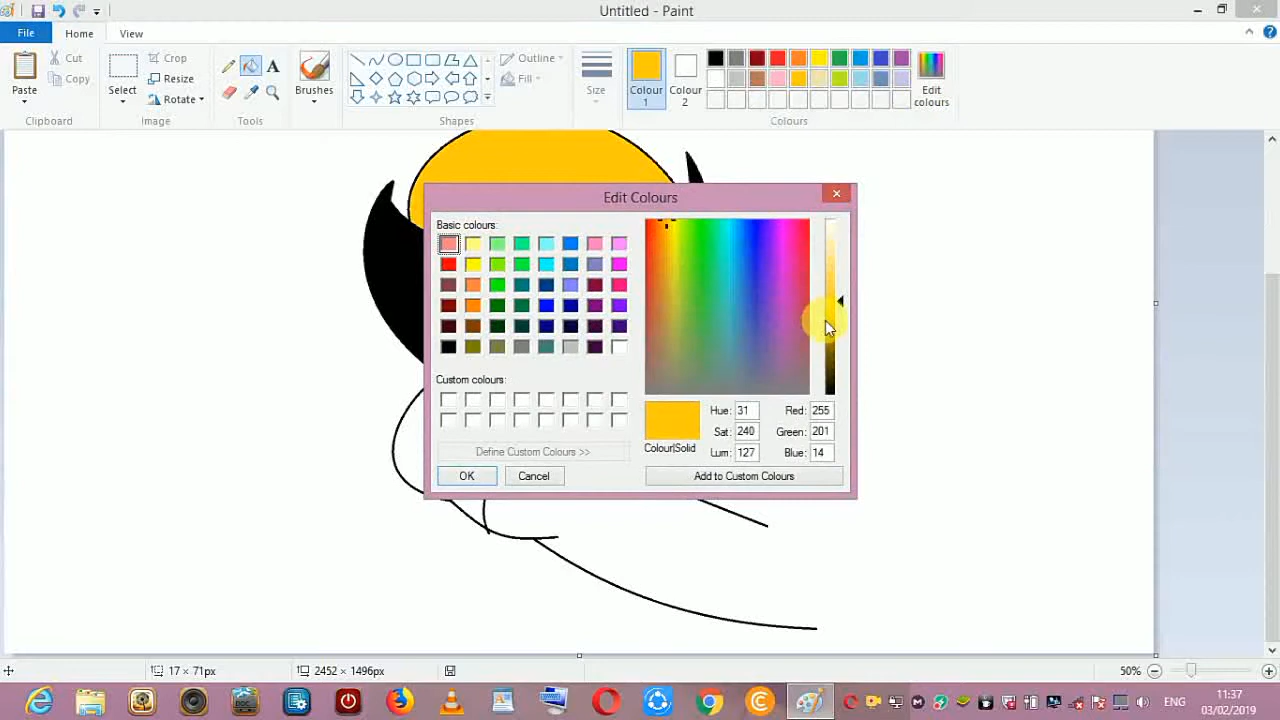 Untitled - Paint
File
Home
View
Paste
Cut
Copy
Clipboard
Select
Crop
Resize
Rotate
Image
A
Tools
Brushes
Outline
Fill
Shapes
Size
Colour
1
Colour
2
Edit
colours
Colours
Edit Colours
Basic colours:
Custom colours:
Define Custom Colours >>
OK
Cancel
Colour|Solid
Hue: 31
Sat: 240
Lum: 127
Red: 255
Green: 201
Blue: 14
Add to Custom Colours
17 × 71px
2452 × 1496px
50%
ENG
11:37
03/02/2019